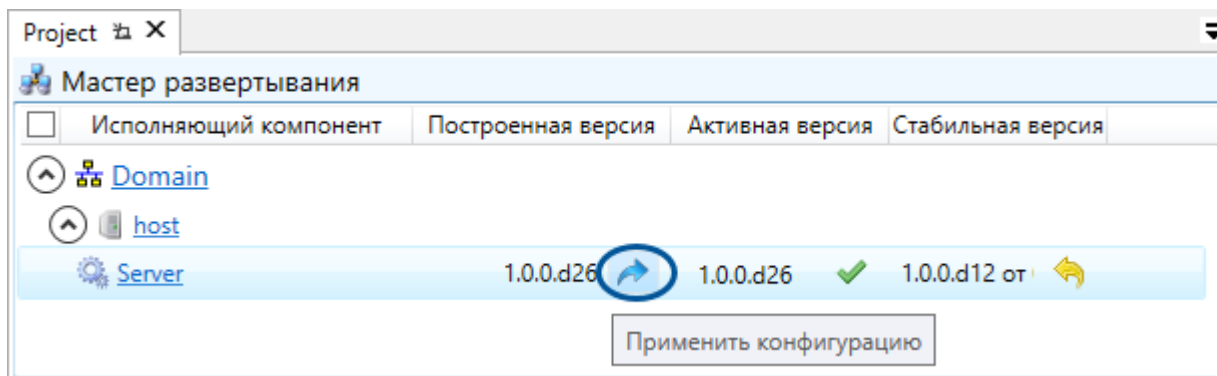 Project
Мастер развертывания
Исполняющий компонент Построенная версия Активная версия Стабильная версия
Domain
host
Server 1.0.0.d26 1.0.0.d26 1.0.0.d12 от
Применить конфигурацию